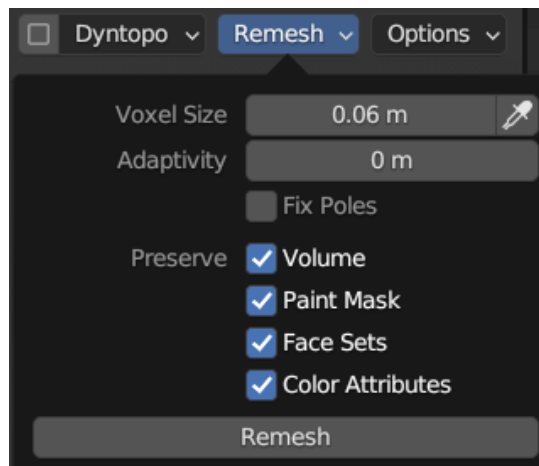 Dyntopo Remesh Options
Voxel Size 0.06 m
Adaptivity 0 m
Fix Poles
Preserve Volume
Paint Mask
Face Sets
Color Attributes
Remesh